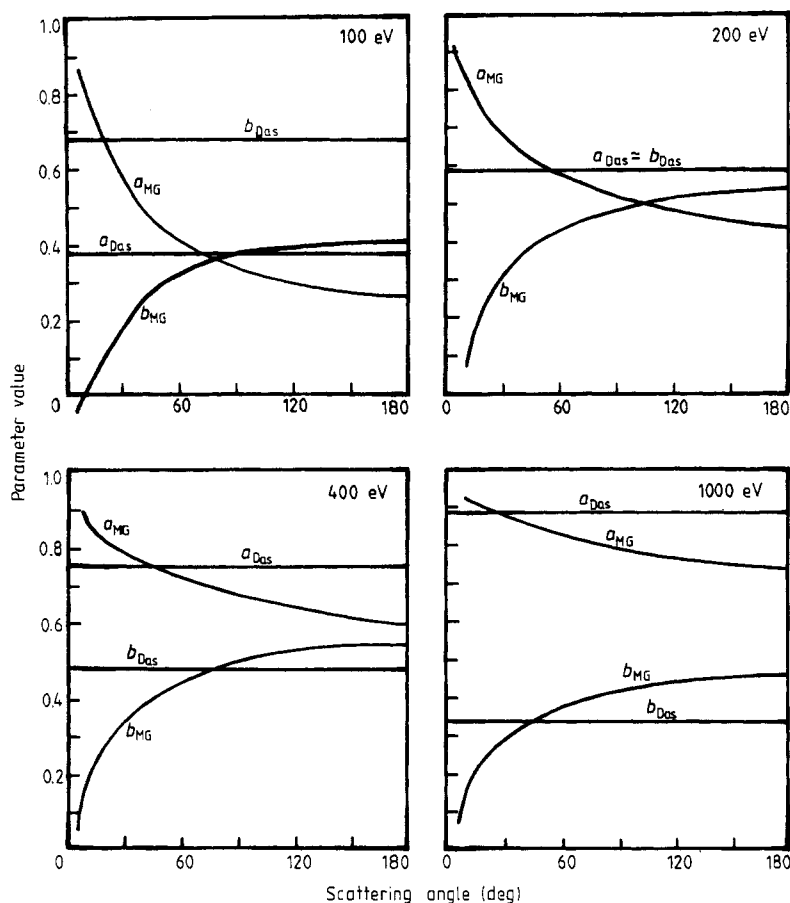 100 eV
200 eV
1.0
0.8
0.6
0.4
0.2
0
60
120
180
a_MG
b_Das
a_Das
b_MG
0
60
120
180
a_MG
a_Das ≃ b_Das
b_MG
Parameter value
400 eV
1000 eV
1.0
0.8
0.6
0.4
0.2
0
60
120
180
a_MG
a_Das
b_Das
b_MG
0
60
120
180
a_Das
a_MG
b_MG
b_Das
Scattering angle (deg)